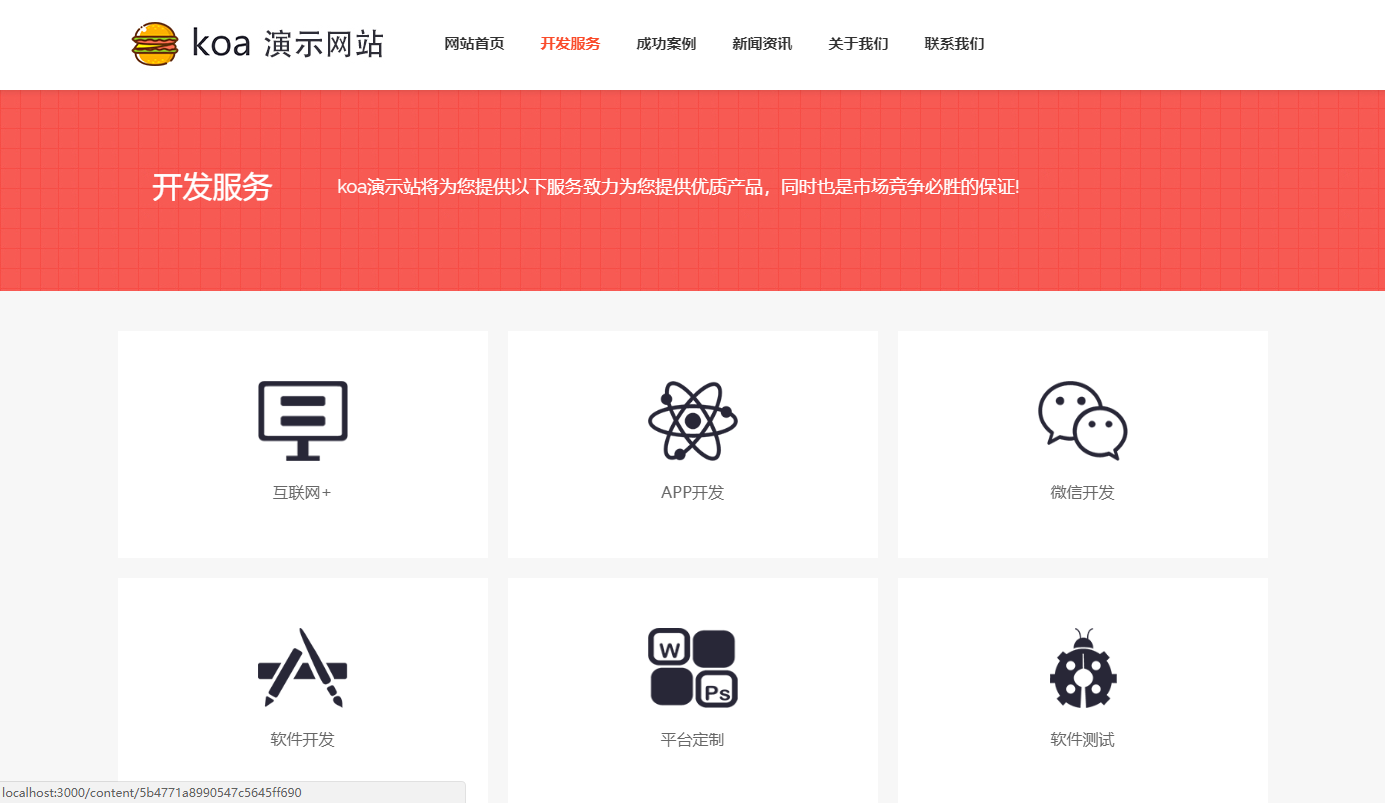 koa 演示网站
网站首页 开发服务 成功案例 新闻资讯 关于我们 联系我们
开发服务
koa演示站将为您提供以下服务致力为您提供优质产品，同时也是市场竞争必胜的保证!
互联网+
APP开发
微信开发
W
Ps
软件开发
平台定制
软件测试
localhost:3000/content/5b4771a8990547c5645ff690